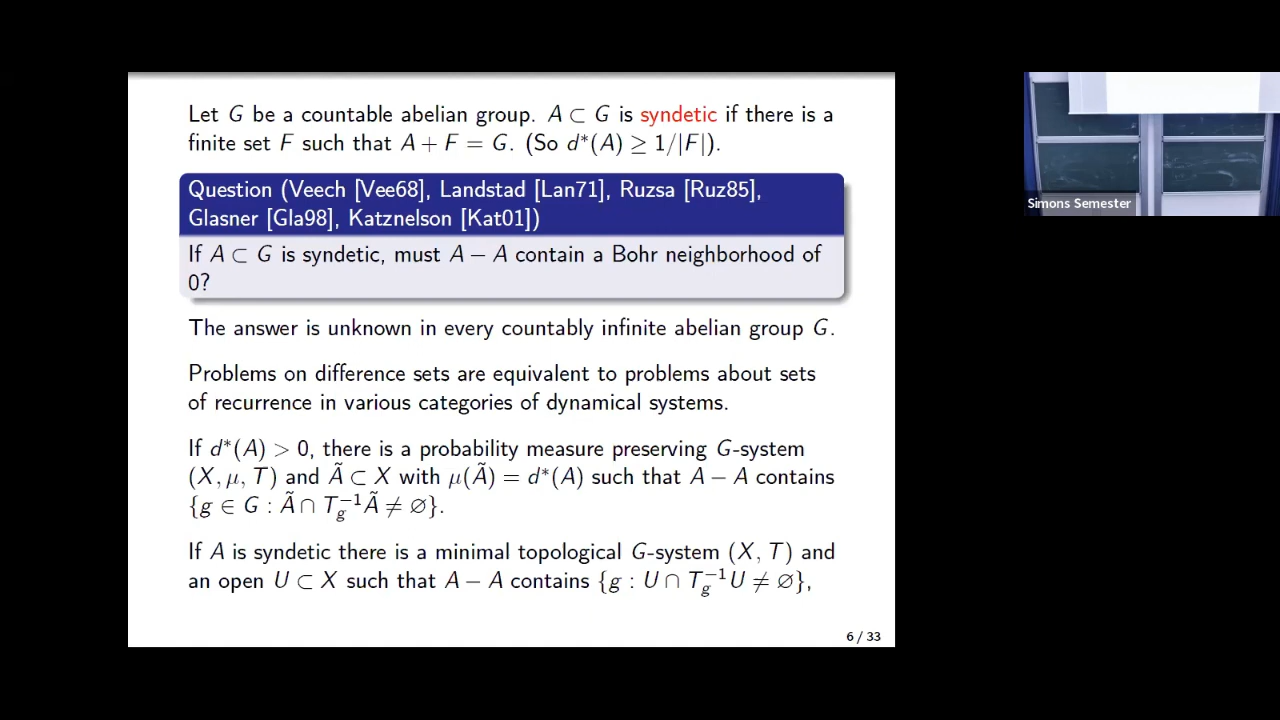 Let G be a countable abelian group. A ⊂ G is syndetic if there is a
finite set F such that A + F = G. (So d*(A) ≥ 1/|F|).
Question (Veech [Vee68], Landstad [Lan71], Ruzsa [Ruz85],
Glasner [Gla98], Katznelson [Kat01])
If A ⊂ G is syndetic, must A − A contain a Bohr neighborhood of
0?
The answer is unknown in every countably infinite abelian group G.
Problems on difference sets are equivalent to problems about sets
of recurrence in various categories of dynamical systems.
If d*(A) > 0, there is a probability measure preserving G-system
(X, μ, T) and Ã ⊂ X with μ(Ã) = d*(A) such that A − A contains
{g ∈ G : Ã ∩ T_g^{−1}Ã ≠ ∅}.
If A is syndetic there is a minimal topological G-system (X, T) and
an open U ⊂ X such that A − A contains {g : U ∩ T_g^{−1}U ≠ ∅},
6 / 33
Simons Semester